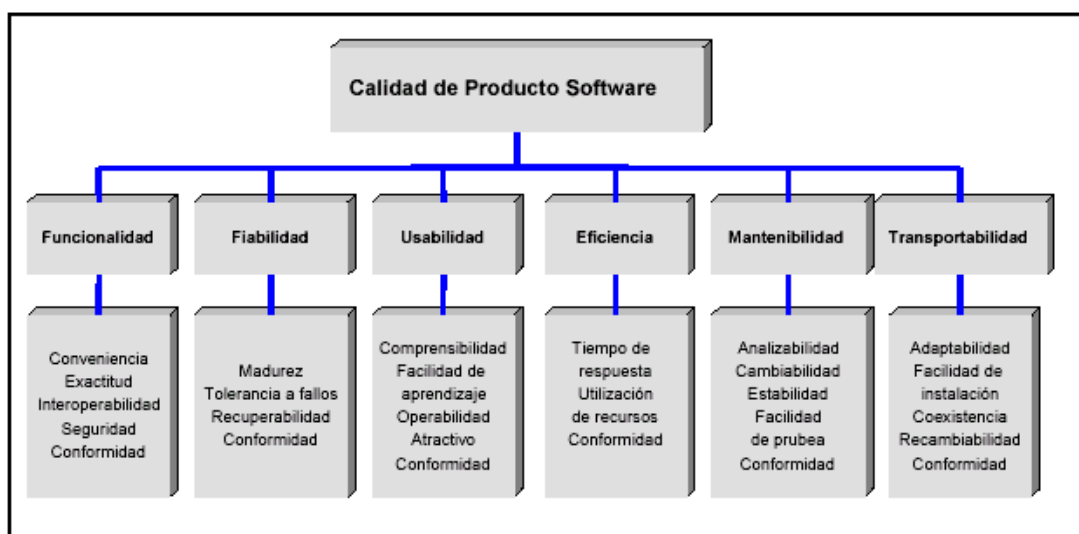 Calidad de Producto Software
Funcionalidad
Fiabilidad
Usabilidad
Eficiencia
Mantenibilidad
Transportabilidad
Conveniencia
Exactitud
Interoperabilidad
Seguridad
Conformidad
Madurez
Tolerancia a fallos
Recuperabilidad
Conformidad
Comprensibilidad
Facilidad de
aprendizaje
Operabilidad
Atractivo
Conformidad
Tiempo de
respuesta
Utilización
de recursos
Conformidad
Analizabilidad
Cambiabilidad
Estabilidad
Facilidad
de prubea
Conformidad
Adaptabilidad
Facilidad de
instalación
Coexistencia
Recambiabilidad
Conformidad